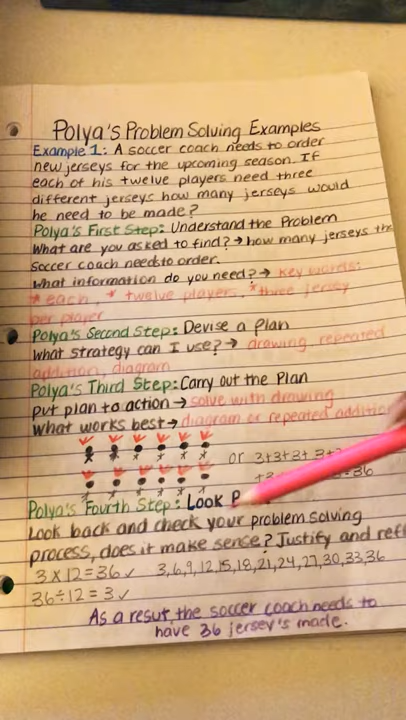 Polya's Problem Solving Examples
Example 1: A soccer coach needs to order
new jerseys for the upcoming season. If
each of his twelve players need three
different jerseys how many jerseys would
he need to be made?
Polya's First Step: Understand the Problem
What are you asked to find? → how many jerseys the
soccer coach needs to order.
What information do you need? → key words:
* each, * twelve players, * three jersey
per player
Polya's Second Step: Devise a Plan
What strategy can I use? → drawing, repeated
addition, diagram
Polya's Third Step: Carry out the Plan
put plan to action → solve with drawing
What works best → diagram or repeated addition
or 3+3+3+3+
+3 =36
Polya's Fourth Step: Look
Look back and check your problem solving
process, does it make sense? Justify and refl
3 x 12 = 36 ✓ 3,6,9,12,15,18,21,24,27,30,33,36
36 ÷ 12 = 3 ✓
As a resut, the soccer coach needs to
have 36 jersey's made.